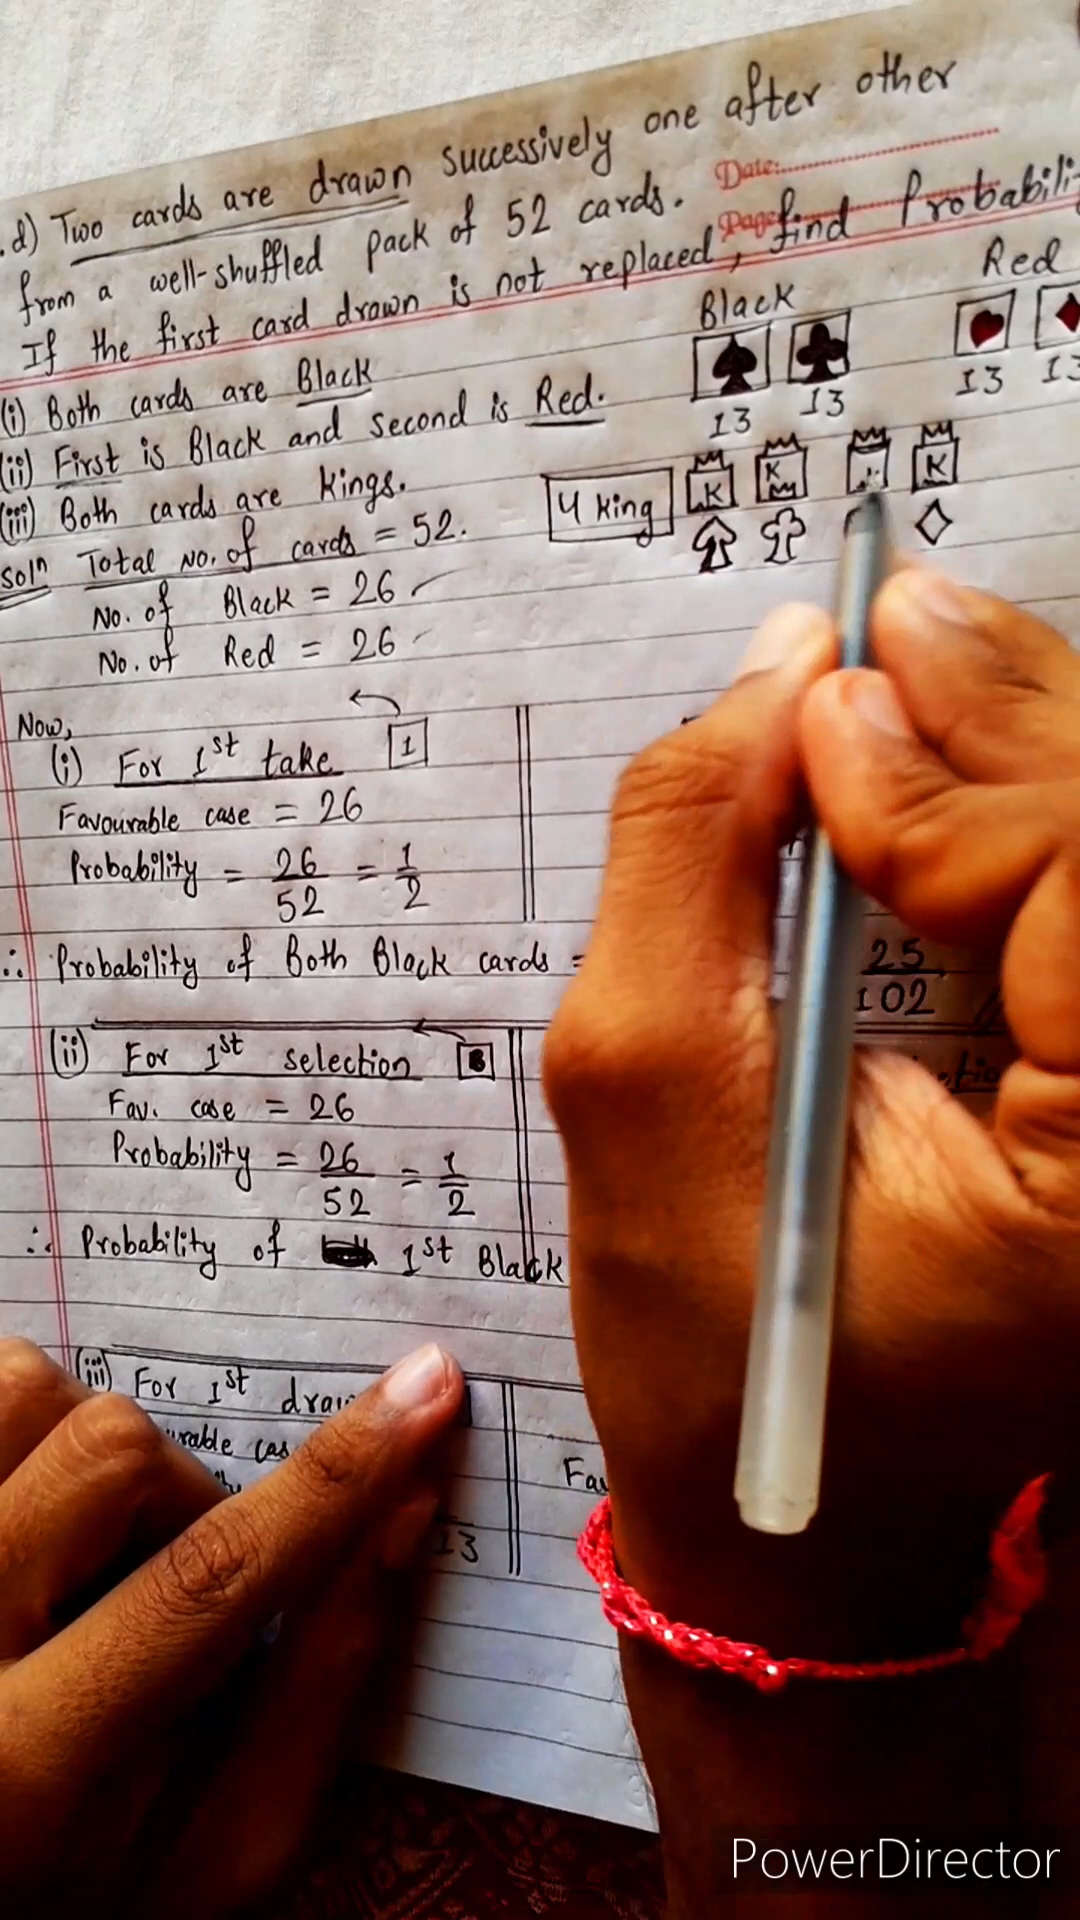 .d) Two cards are drawn successively one after other
from a well-shuffled pack of 52 cards.
Date:
Page
If the first card drawn is not replaced, find Probabili
(i) Both cards are Black
(ii) First is Black and second is Red.
(iii) Both cards are kings.
Black
13 13
Red
13 13
4 king
K K K
Soln Total No. of cards = 52.
No. of Black = 26
No. of Red = 26
Now,
(i) For 1st take 1
Favourable case = 26
Probability = 26/52 = 1/2
∴ Probability of Both Black cards =
25/102
(ii) For 1st selection B
Fav. case = 26
Probability = 26/52 = 1/2
∴ Probability of 1st Black
(iii) For 1st
Fav
13
PowerDirector